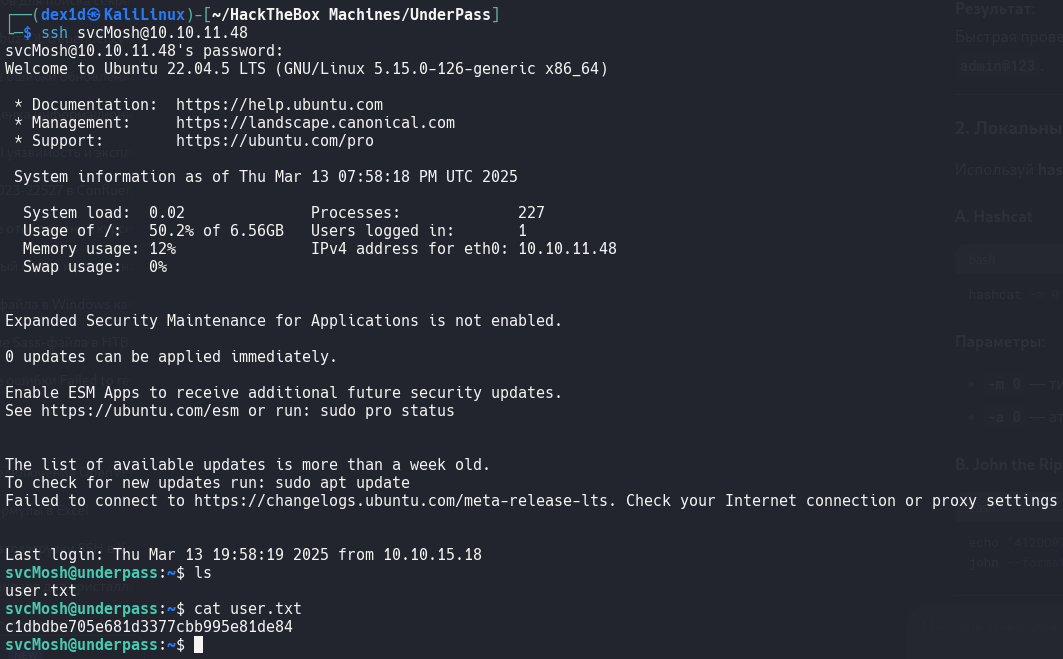 ┌──(dex1d㉿KaliLinux)-[~/HackTheBox Machines/UnderPass]
└─$ ssh svcMosh@10.10.11.48
svcMosh@10.10.11.48's password:
Welcome to Ubuntu 22.04.5 LTS (GNU/Linux 5.15.0-126-generic x86_64)
* Documentation:  https://help.ubuntu.com
* Management:     https://landscape.canonical.com
* Support:        https://ubuntu.com/pro
System information as of Thu Mar 13 07:58:18 PM UTC 2025
System load:  0.02              Processes:             227
Usage of /:   50.2% of 6.56GB   Users logged in:       1
Memory usage: 12%               IPv4 address for eth0: 10.10.11.48
Swap usage:   0%
Expanded Security Maintenance for Applications is not enabled.
0 updates can be applied immediately.
Enable ESM Apps to receive additional future security updates.
See https://ubuntu.com/esm or run: sudo pro status
The list of available updates is more than a week old.
To check for new updates run: sudo apt update
Failed to connect to https://changelogs.ubuntu.com/meta-release-lts. Check your Internet connection or proxy settings
Last login: Thu Mar 13 19:58:19 2025 from 10.10.15.18
svcMosh@underpass:~$ ls
user.txt
svcMosh@underpass:~$ cat user.txt
c1dbdbe705e681d3377cbb995e81de84
svcMosh@underpass:~$
Результат:
Быстрая
admin@123.
2. Локальны
Используй has
A. Hashcat
bash
hashcat
Параметры:
-m 0
-a 0
B. John the Rip